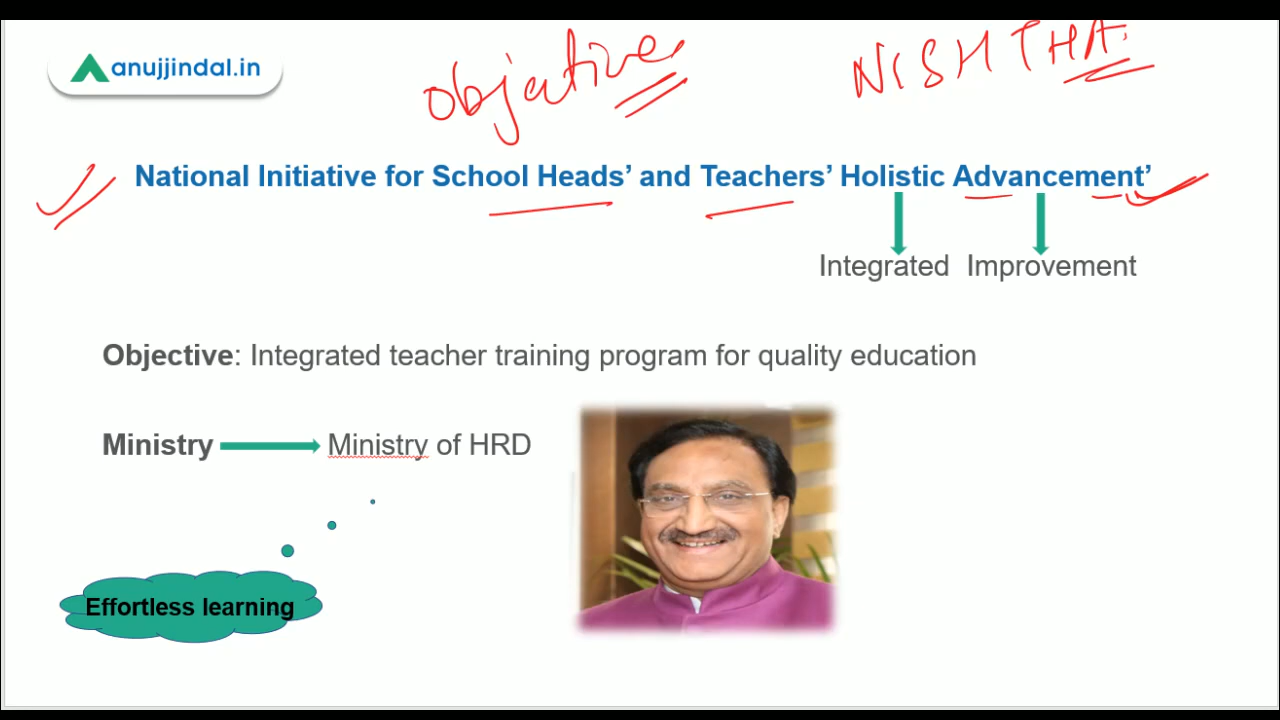 anujjindal.in
Objective
NISHTHA
National Initiative for School Heads’ and Teachers’ Holistic Advancement’
Integrated Improvement
Objective: Integrated teacher training program for quality education
Ministry Ministry of HRD
Effortless learning